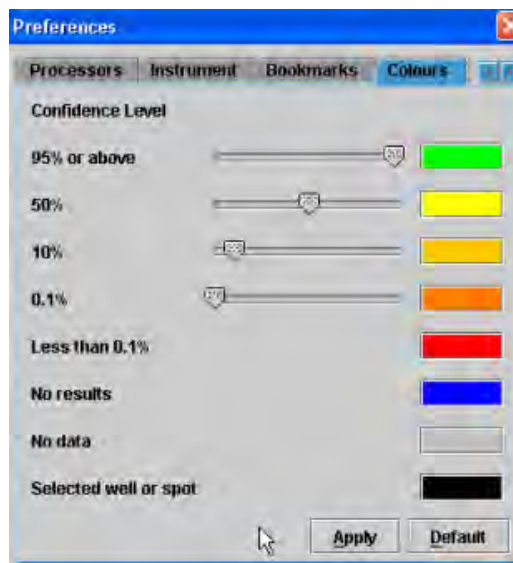 Preferences
Processors Instrument Bookmarks Colours
Confidence Level
95% or above
50%
10%
0.1%
Less than 0.1%
No results
No data
Selected well or spot
Apply Default